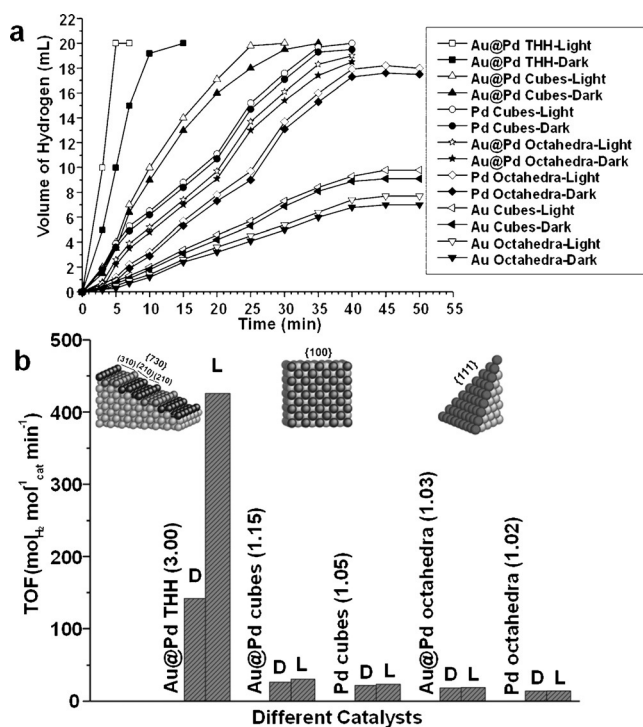 a
Volume of Hydrogen (mL)
22
20
18
16
14
12
10
8
6
4
2
0
0 5 10 15 20 25 30 35 40 45 50 55
Time (min)
Au@Pd THH-Light
Au@Pd THH-Dark
Au@Pd Cubes-Light
Au@Pd Cubes-Dark
Pd Cubes-Light
Pd Cubes-Dark
Au@Pd Octahedra-Light
Au@Pd Octahedra-Dark
Pd Octahedra-Light
Pd Octahedra-Dark
Au Cubes-Light
Au Cubes-Dark
Au Octahedra-Light
Au Octahedra-Dark
b
TOF (mol H2 mol-1 cat min-1)
500
400
300
200
100
0
{730}
(310)(210)(210)
{100}
{111}
Au@Pd THH (3.00)
D
L
Au@Pd cubes (1.15)
D L
Pd cubes (1.05)
D L
Au@Pd octahedra (1.03)
D L
Pd octahedra (1.02)
D L
Different Catalysts